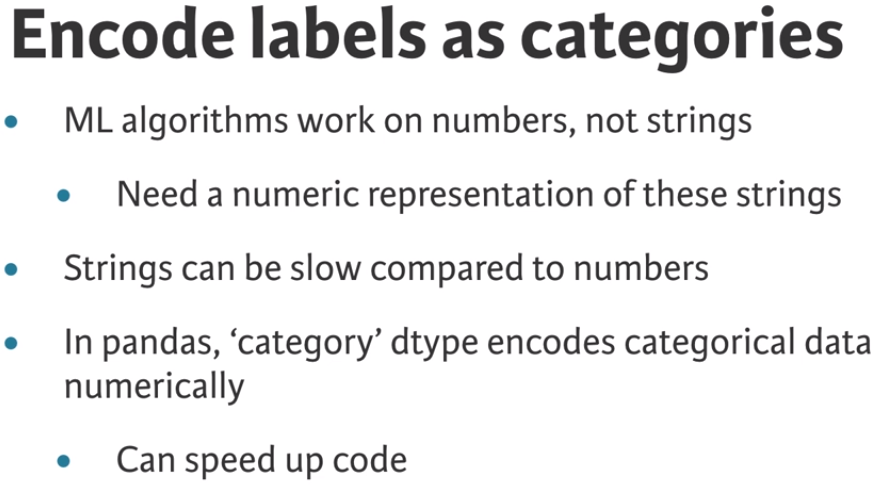 Encode labels as categories
• ML algorithms work on numbers, not strings
• Need a numeric representation of these strings
• Strings can be slow compared to numbers
• In pandas, ‘category’ dtype encodes categorical data
numerically
• Can speed up code